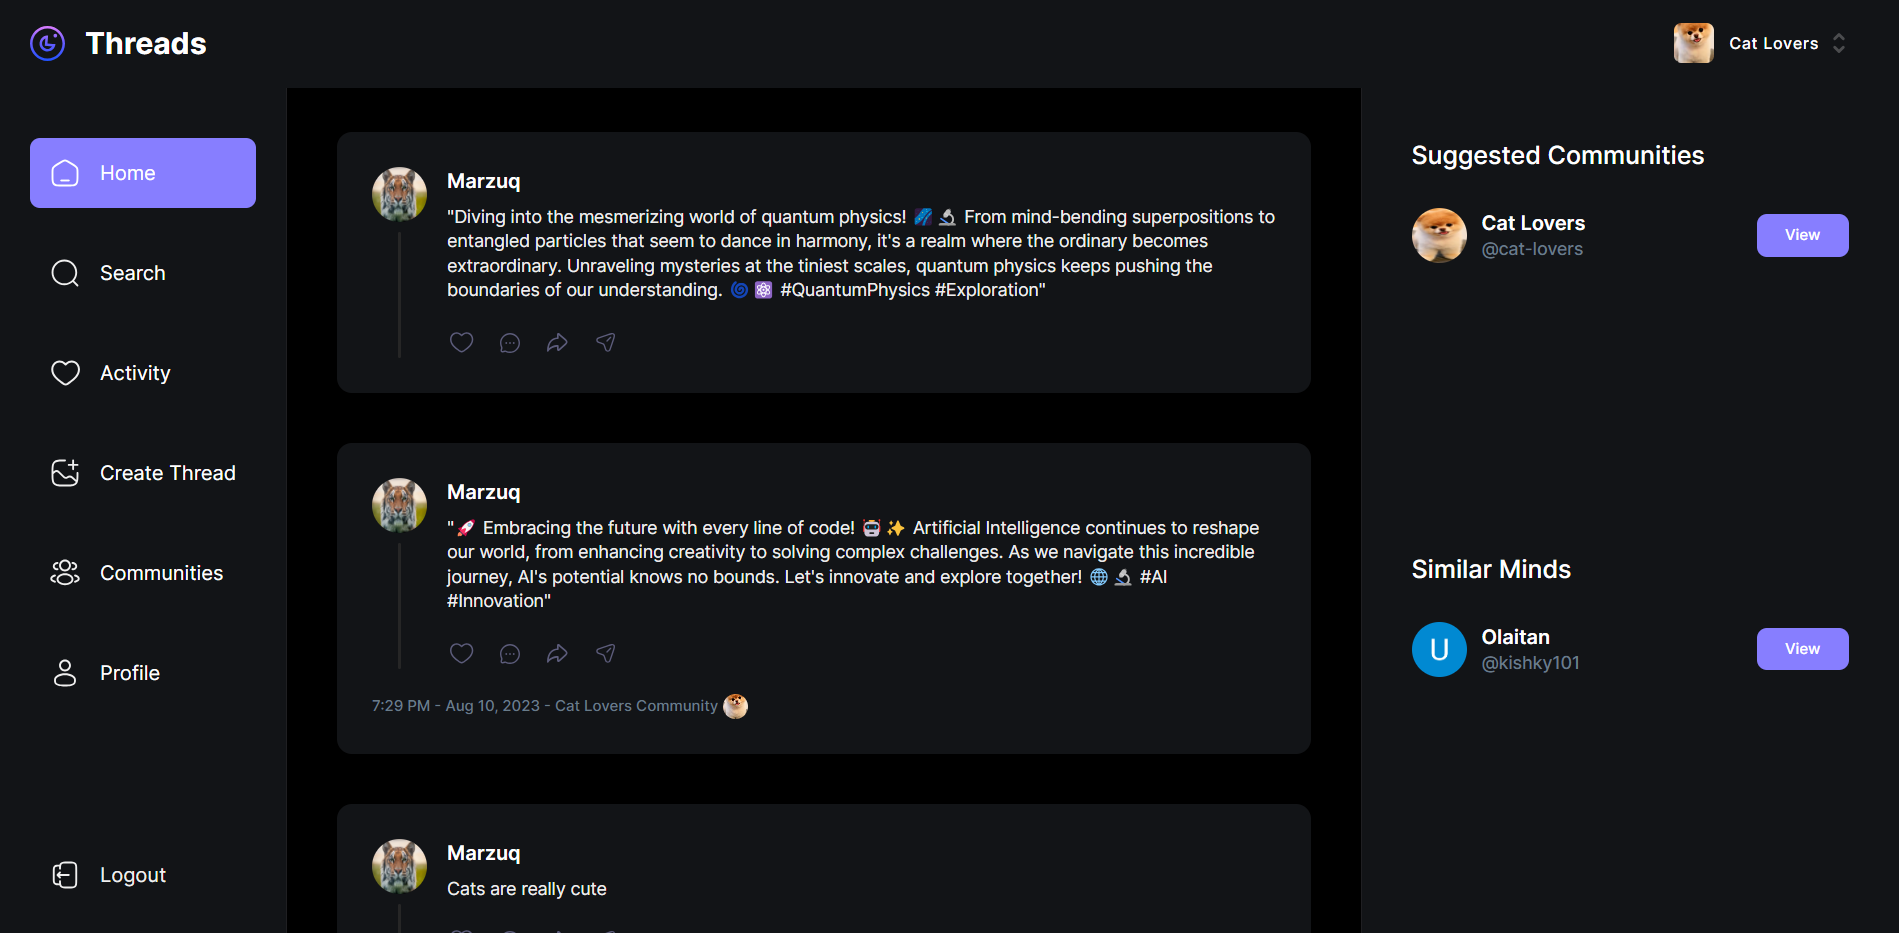 Threads
Cat Lovers
Home
Search
Activity
Create Thread
Communities
Profile
Logout
Marzuq
"Diving into the mesmerizing world of quantum physics! 🌌🔬 From mind-bending superpositions to
entangled particles that seem to dance in harmony, it's a realm where the ordinary becomes
extraordinary. Unraveling mysteries at the tiniest scales, quantum physics keeps pushing the
boundaries of our understanding. 🌀⚛️ #QuantumPhysics #Exploration"
Marzuq
"🚀 Embracing the future with every line of code! 🤖✨ Artificial Intelligence continues to reshape
our world, from enhancing creativity to solving complex challenges. As we navigate this incredible
journey, AI's potential knows no bounds. Let's innovate and explore together! 🌐🔬 #AI
#Innovation"
7:29 PM - Aug 10, 2023 - Cat Lovers Community
Marzuq
Cats are really cute
Suggested Communities
Cat Lovers
@cat-lovers
View
Similar Minds
U
Olaitan
@kishky101
View